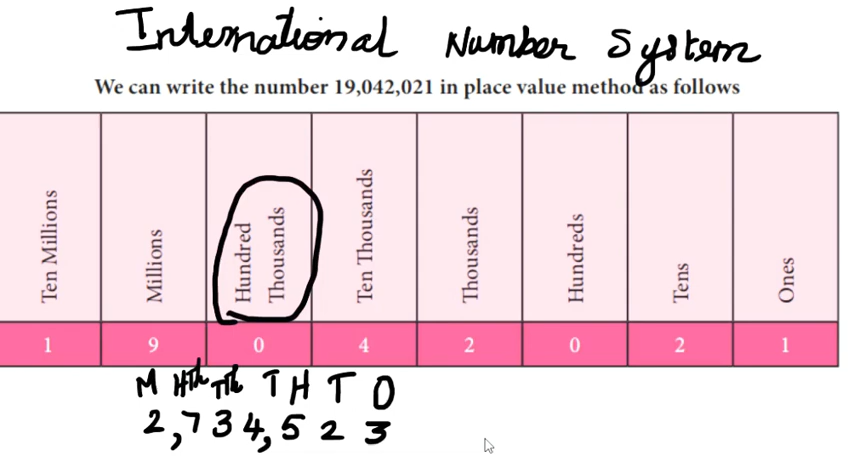 International Number System
We can write the number 19,042,021 in place value method as follows
Ten Millions
Millions
Hundred
Thousands
Ten Thousands
Thousands
Hundreds
Tens
Ones
1 9 0 4 2 0 2 1
M HTh TTh T H T O
2,734,523